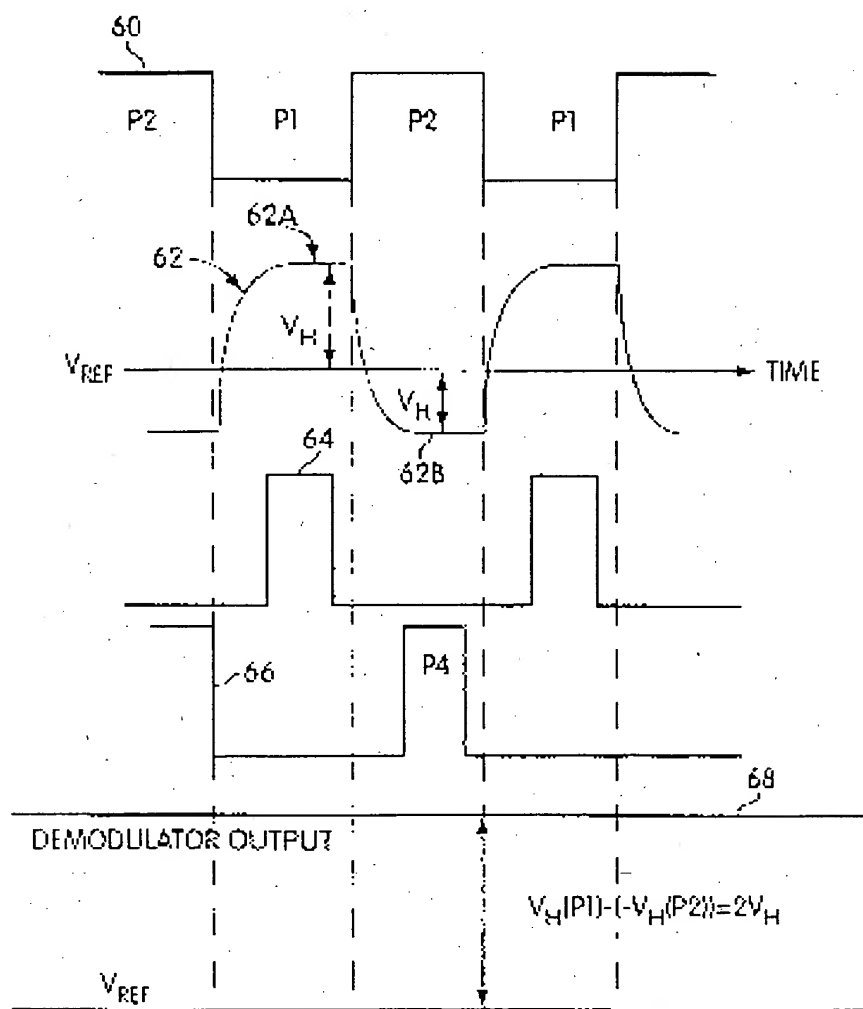 60
P2 P1 P2 P1
62A
62
V_H
V_REF
TIME
V_H
64
62B
66
P4
68
DEMODULATOR OUTPUT
V_H(P1)-(-V_H(P2))=2V_H
V_REF